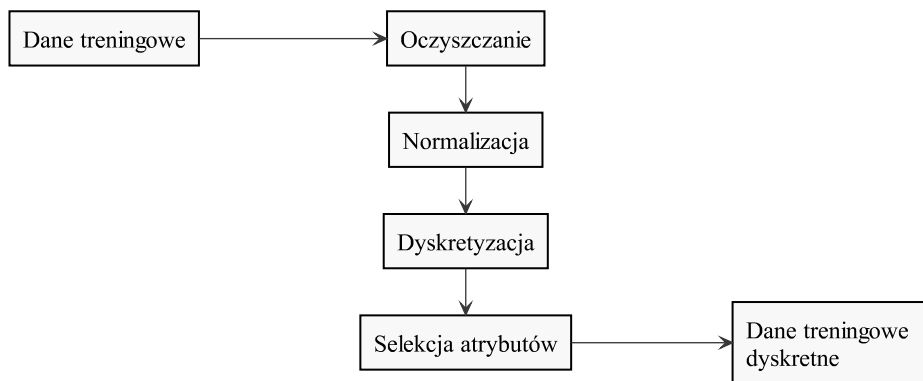 Dane treningowe
Oczyszczanie
Normalizacja
Dyskretyzacja
Selekcja atrybutów
Dane treningowe
dyskretne